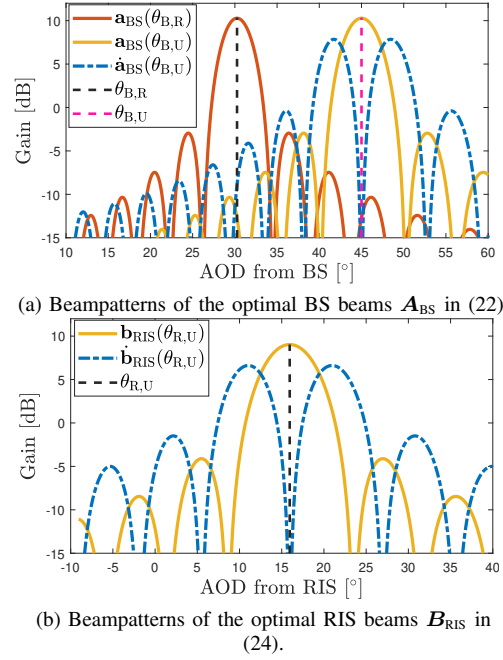 10
5
0
-5
-10
-15
Gain [dB]
a_BS(θ_B,R)
a_BS(θ_B,U)
ȧ_BS(θ_B,U)
θ_B,R
θ_B,U
10 15 20 25 30 35 40 45 50 55 60
AOD from BS [°]
(a) Beampatterns of the optimal BS beams A_BS in (22)
10
5
0
-5
-10
-15
Gain [dB]
b_RIS(θ_R,U)
ḃ_RIS(θ_R,U)
θ_R,U
-10 -5 0 5 10 15 20 25 30 35 40
AOD from RIS [°]
(b) Beampatterns of the optimal RIS beams B_RIS in
(24).